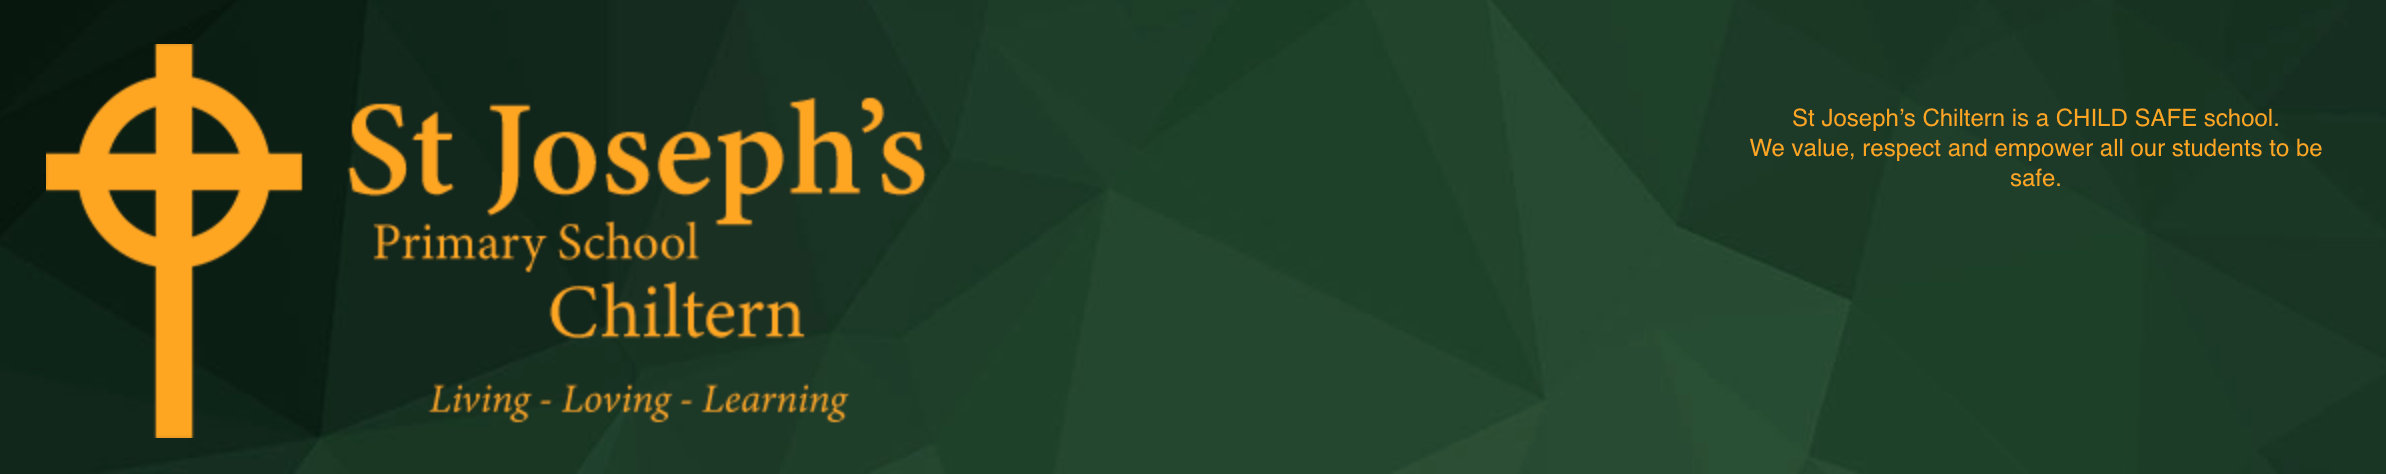 St Joseph’s
Primary School
Chiltern
Living - Loving - Learning
St Joseph’s Chiltern is a CHILD SAFE school.
We value, respect and empower all our students to be
safe.